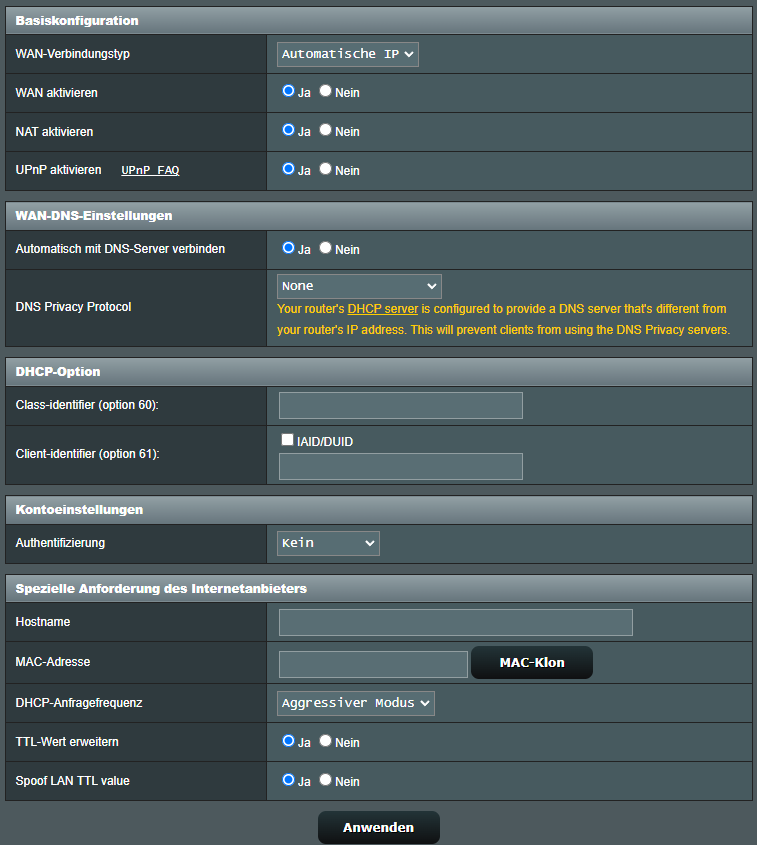 Basiskonfiguration
WAN-Verbindungstyp Automatische IP
WAN aktivieren Ja Nein
NAT aktivieren Ja Nein
UPnP aktivieren UPnP FAQ Ja Nein
WAN-DNS-Einstellungen
Automatisch mit DNS-Server verbinden Ja Nein
DNS Privacy Protocol None
Your router's DHCP server is configured to provide a DNS server that's different from
your router's IP address. This will prevent clients from using the DNS Privacy servers.
DHCP-Option
Class-identifier (option 60):
Client-identifier (option 61): IAID/DUID
Kontoeinstellungen
Authentifizierung Kein
Spezielle Anforderung des Internetanbieters
Hostname
MAC-Adresse MAC-Klon
DHCP-Anfragefrequenz Aggressiver Modus
TTL-Wert erweitern Ja Nein
Spoof LAN TTL value Ja Nein
Anwenden